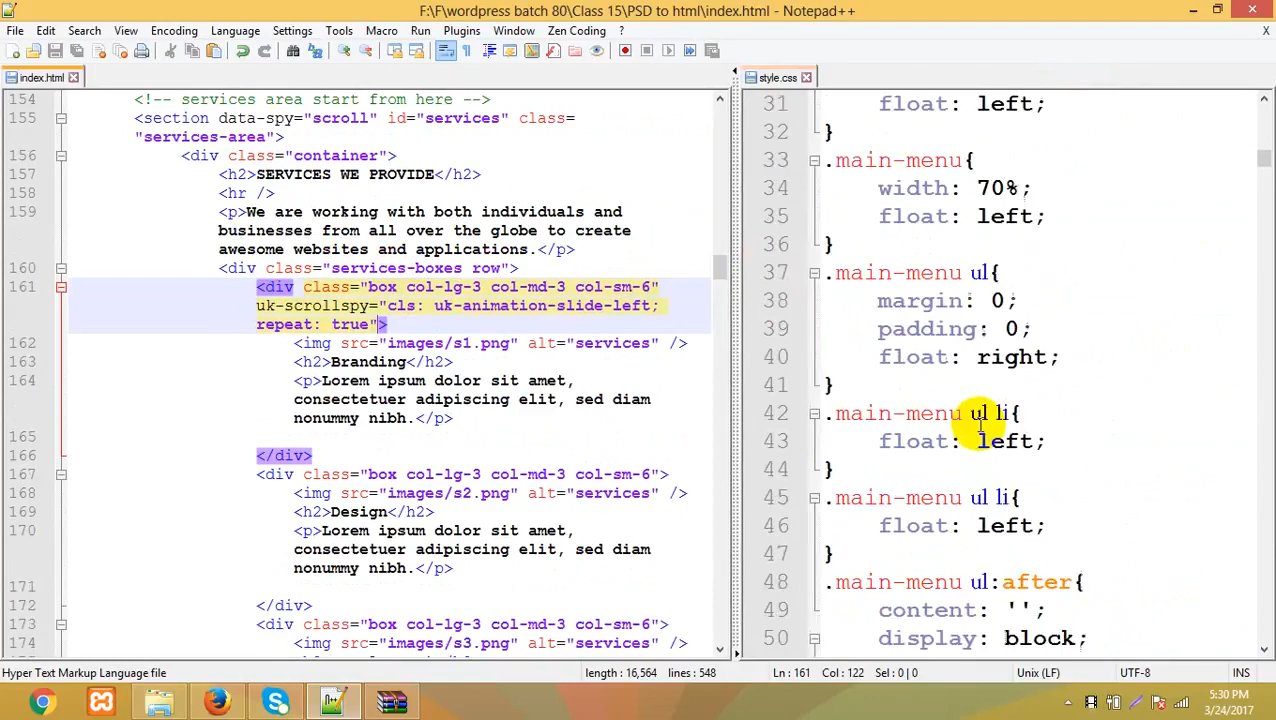 F:\F\wordpress batch 80\Class 15\PSD to html\index.html - Notepad++
File Edit Search View Encoding Language Settings Tools Macro Run Plugins Window Zen Coding ? X
index.html
154 <!-- services area start from here -->
155 <section data-spy="scroll" id="services" class=
"services-area">
156 <div class="container">
157 <h2>SERVICES WE PROVIDE</h2>
158 <hr />
159 <p>We are working with both individuals and
businesses from all over the globe to create
awesome websites and applications.</p>
160 <div class="services-boxes row">
161 <div class="box col-lg-3 col-md-3 col-sm-6"
uk-scrollspy="cls: uk-animation-slide-left;
repeat: true">
162 <img src="images/s1.png" alt="services" />
163 <h2>Branding</h2>
164 <p>Lorem ipsum dolor sit amet,
consectetuer adipiscing elit, sed diam
nonummy nibh.</p>
165
166 </div>
167 <div class="box col-lg-3 col-md-3 col-sm-6">
168 <img src="images/s2.png" alt="services" />
169 <h2>Design</h2>
170 <p>Lorem ipsum dolor sit amet,
consectetuer adipiscing elit, sed diam
nonummy nibh.</p>
171
172 </div>
173 <div class="box col-lg-3 col-md-3 col-sm-6">
174 <img src="images/s3.png" alt="services" />
style.css
31 float: left;
32 }
33 .main-menu{
34 width: 70%;
35 float: left;
36 }
37 .main-menu ul{
38 margin: 0;
39 padding: 0;
40 float: right;
41 }
42 .main-menu ul li{
43 float: left;
44 }
45 .main-menu ul li{
46 float: left;
47 }
48 .main-menu ul:after{
49 content: '';
50 display: block;
Hyper Text Markup Language file length : 16,564 lines : 548 Ln : 161 Col : 122 Sel : 0 | 0 Unix (LF) UTF-8 INS
5:30 PM
3/24/2017